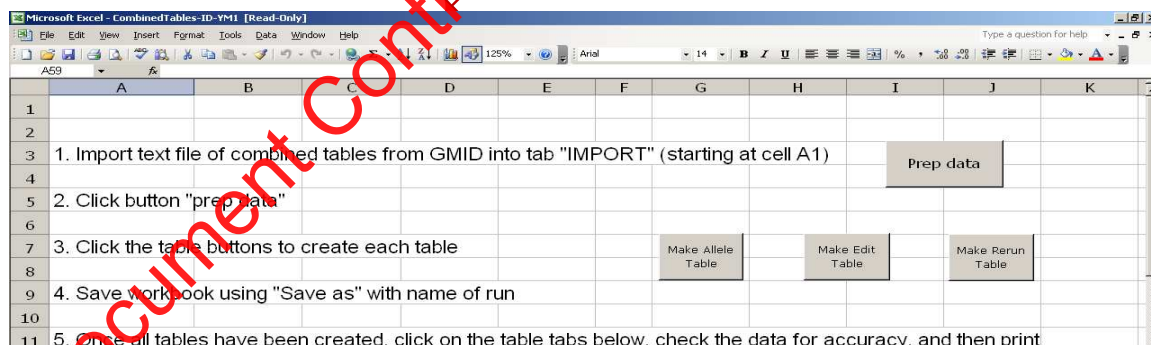 Microsoft Excel - CombinedTables-ID-YM1 [Read-Only]
File Edit View Insert Format Tools Data Window Help Type a question for help
125% Arial 14 B I U % ,
A59 fx
A B C D E F G H I J K
1
2
3 1. Import text file of combined tables from GMID into tab "IMPORT" (starting at cell A1) Prep data
4
5 2. Click button "prep data"
6
7 3. Click the table buttons to create each table Make Allele Table Make Edit Table Make Rerun Table
8
9 4. Save workbook using "Save as" with name of run
10
11 5. Once all tables have been created, click on the table tabs below, check the data for accuracy, and then print